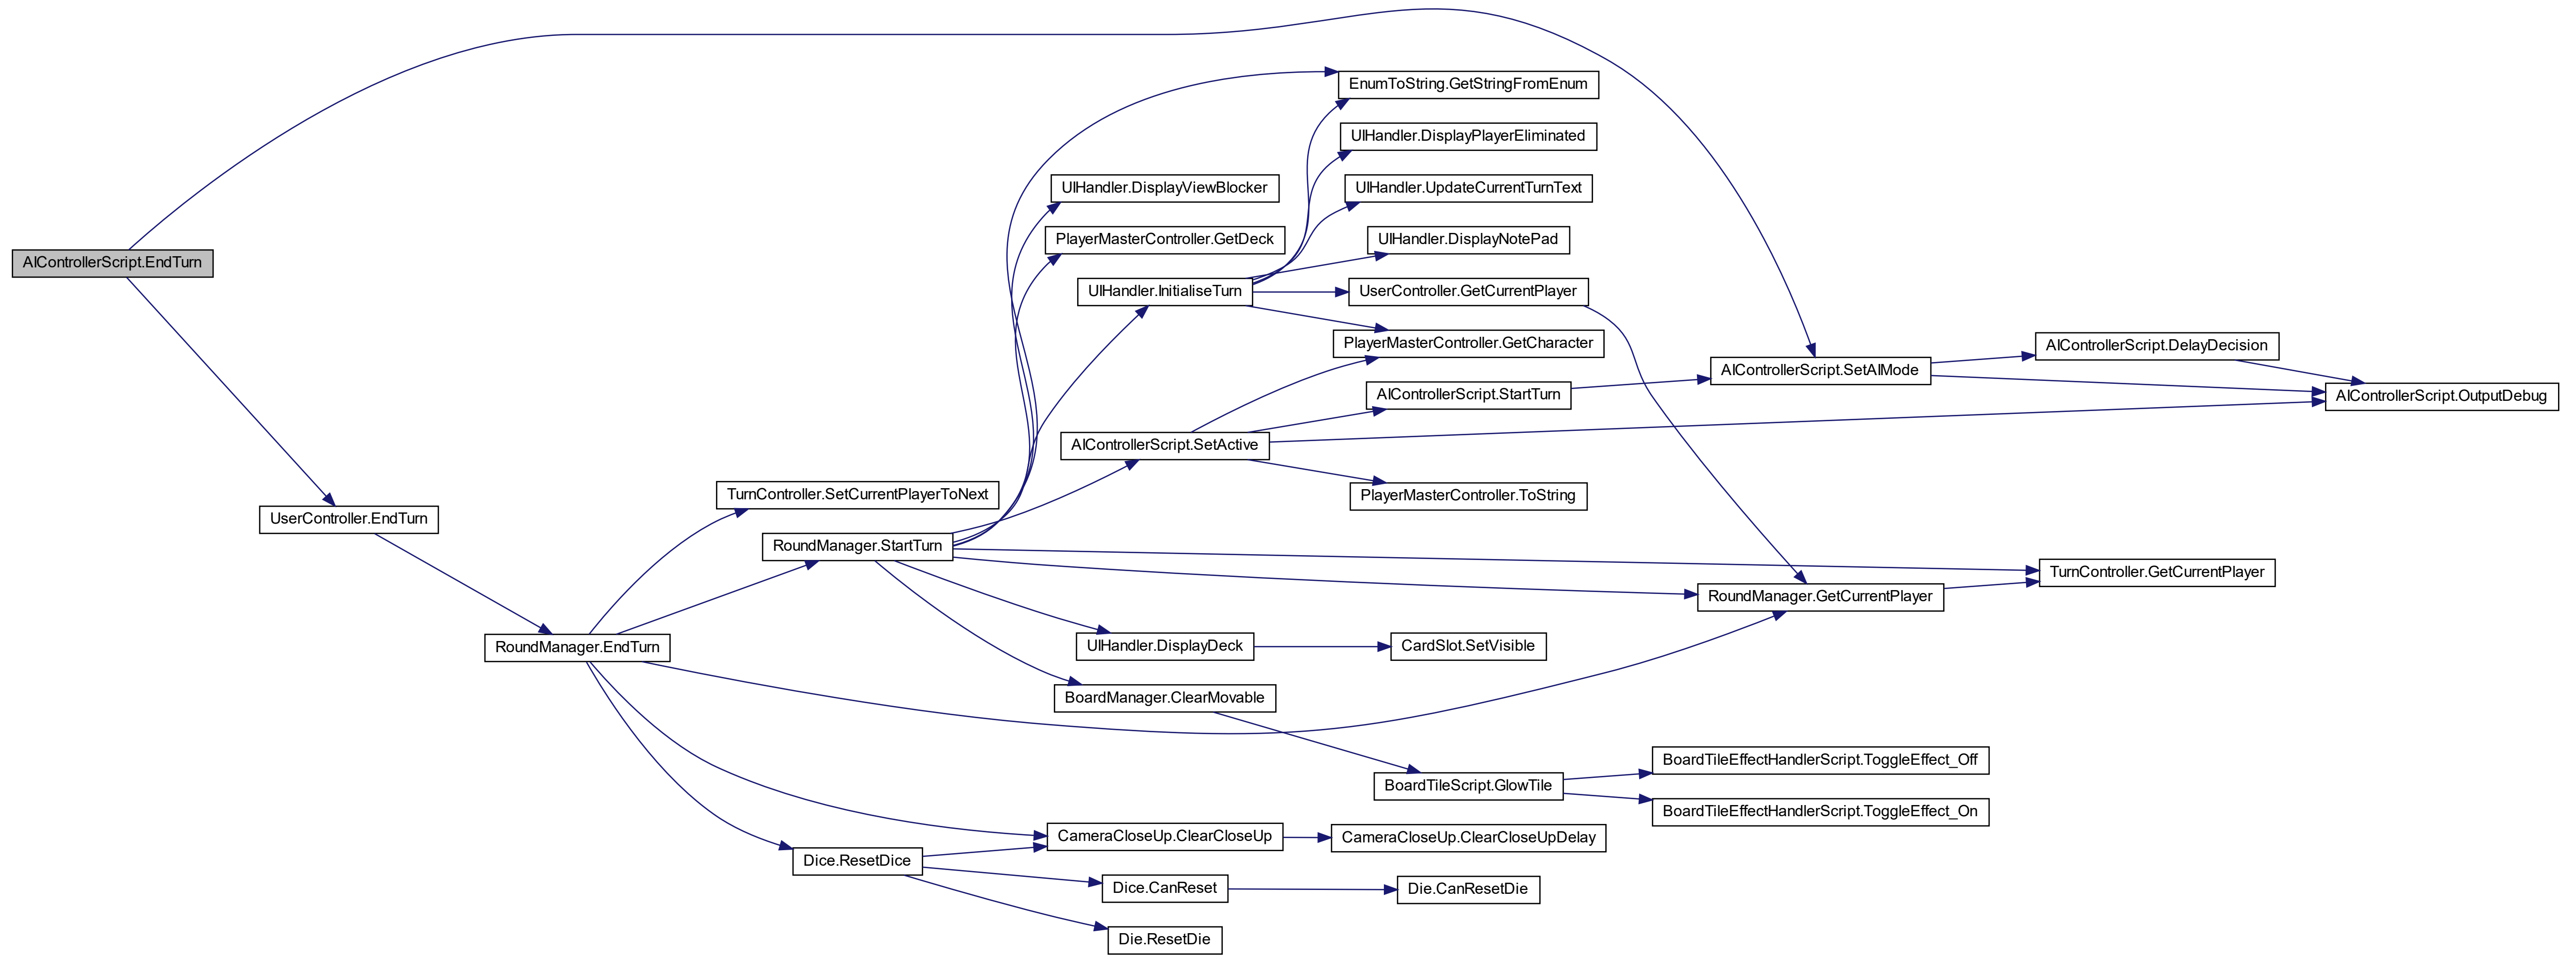 AIControllerScript.EndTurn
UserController.EndTurn
RoundManager.EndTurn
TurnController.SetCurrentPlayerToNext
RoundManager.StartTurn
Dice.ResetDice
UIHandler.DisplayViewBlocker
PlayerMasterController.GetDeck
UIHandler.InitialiseTurn
AIControllerScript.SetActive
UIHandler.DisplayDeck
BoardManager.ClearMovable
CameraCloseUp.ClearCloseUp
Dice.CanReset
Die.ResetDie
EnumToString.GetStringFromEnum
UIHandler.DisplayPlayerEliminated
UIHandler.UpdateCurrentTurnText
UIHandler.DisplayNotePad
UserController.GetCurrentPlayer
PlayerMasterController.GetCharacter
AIControllerScript.StartTurn
PlayerMasterController.ToString
CardSlot.SetVisible
BoardTileScript.GlowTile
CameraCloseUp.ClearCloseUpDelay
Die.CanResetDie
AIControllerScript.SetAIMode
RoundManager.GetCurrentPlayer
BoardTileEffectHandlerScript.ToggleEffect_Off
BoardTileEffectHandlerScript.ToggleEffect_On
AIControllerScript.DelayDecision
TurnController.GetCurrentPlayer
AIControllerScript.OutputDebug